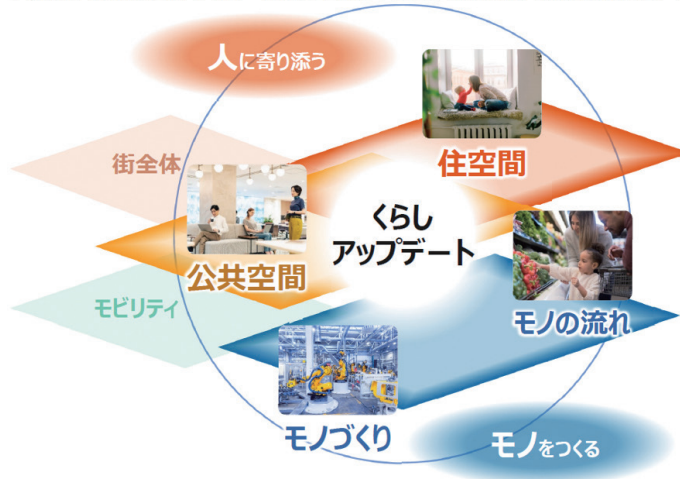 人に寄り添う
住空間
街全体
くらし
アップデート
公共空間
モビリティ
モノの流れ
モノづくり
モノをつくる